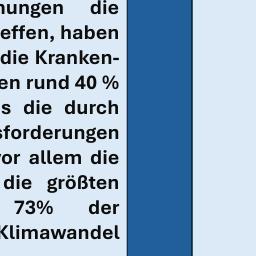 nungen die
effen, haben
die Kranken-
en rund 40 %
s die durch
sforderungen
vor allem die
die größten
73% der
Klimawandel